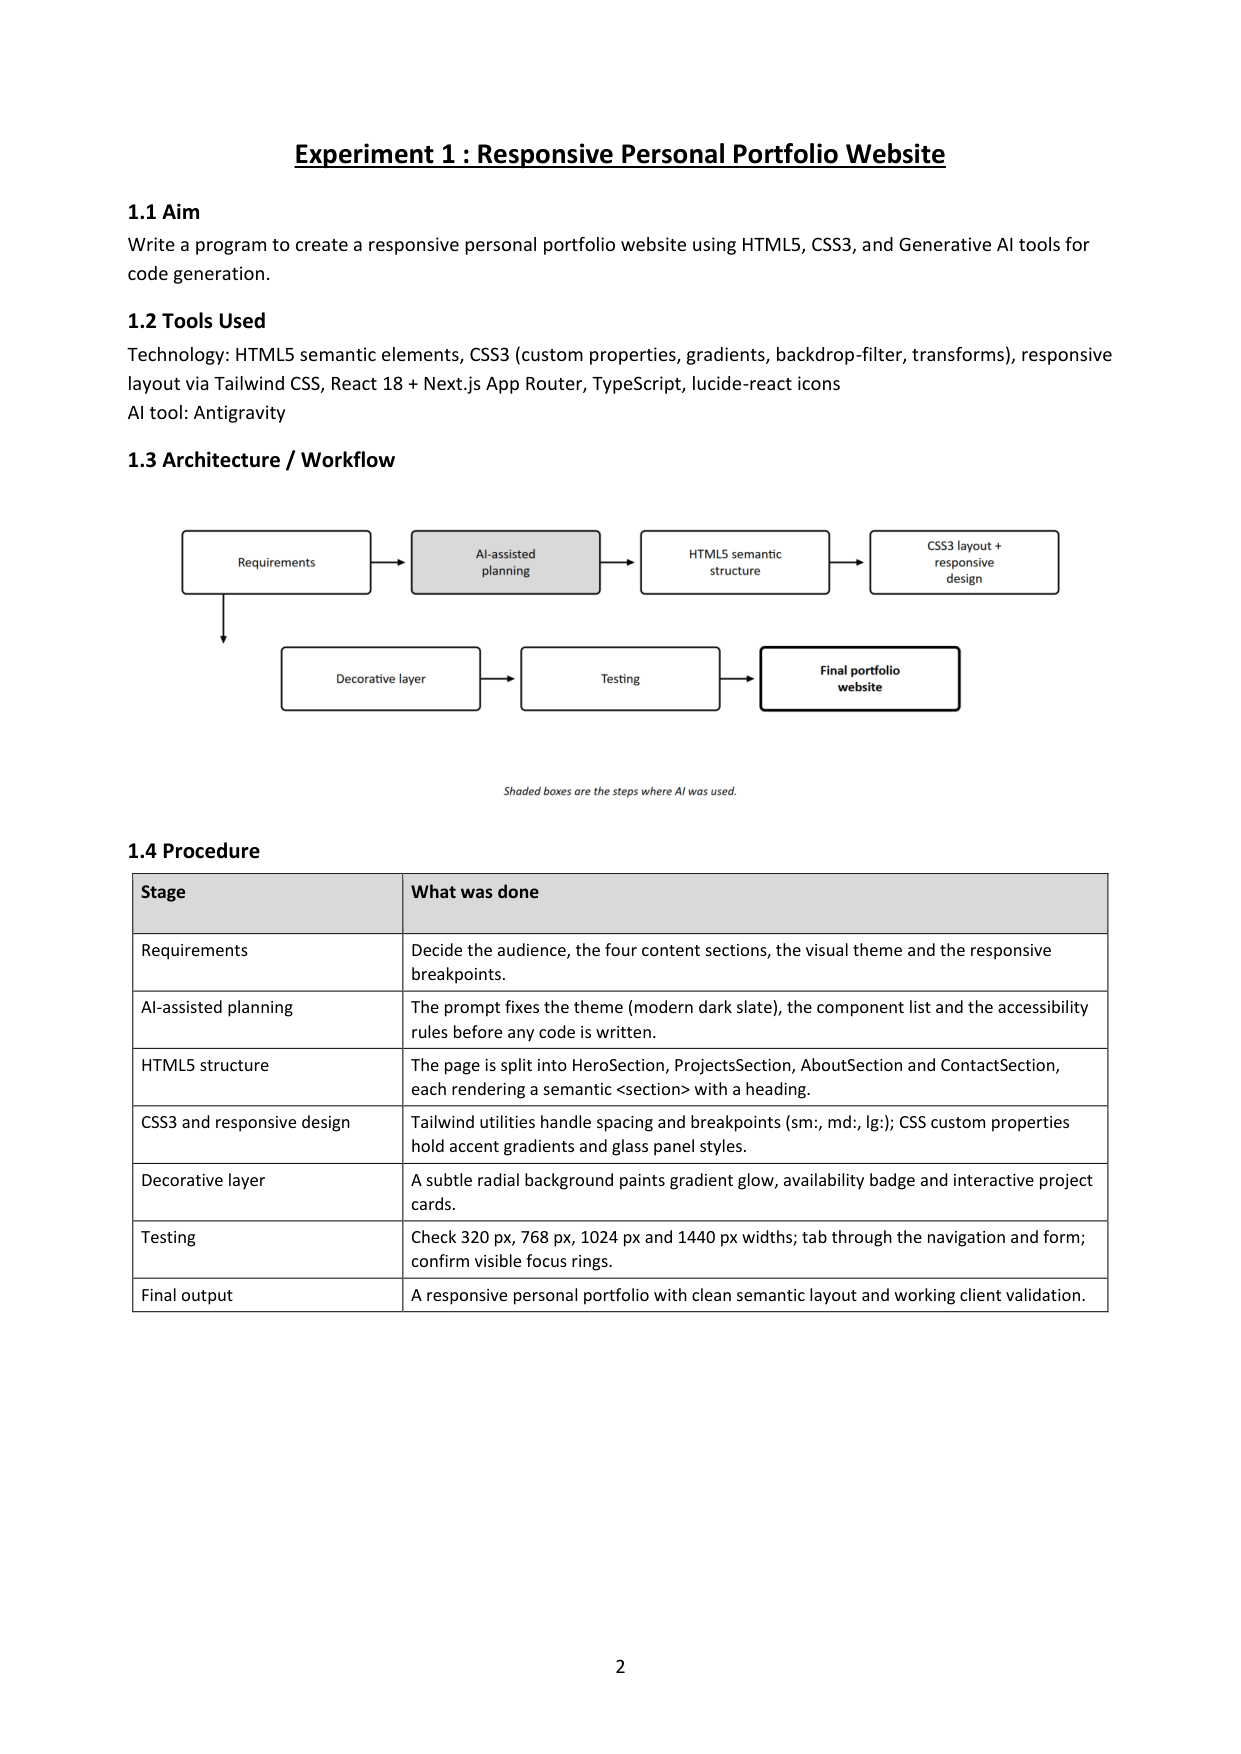 Experiment 1 : Responsive Personal Portfolio Website
1.1 Aim
Write a program to create a responsive personal portfolio website using HTML5, CSS3, and Generative AI tools for
code generation.
1.2 Tools Used
Technology: HTML5 semantic elements, CSS3 (custom properties, gradients, backdrop-filter, transforms), responsive
layout via Tailwind CSS, React 18 + Next.js App Router, TypeScript, lucide-react icons
AI tool: Antigravity
1.3 Architecture / Workflow
Requirements
AI-assisted
planning
HTML5 semantic
structure
CSS3 layout +
responsive
design
Decorative layer
Testing
Final portfolio
website
Shaded boxes are the steps where AI was used.
1.4 Procedure
Stage
What was done
Requirements
Decide the audience, the four content sections, the visual theme and the responsive
breakpoints.
AI-assisted planning
The prompt fixes the theme (modern dark slate), the component list and the accessibility
rules before any code is written.
HTML5 structure
The page is split into HeroSection, ProjectsSection, AboutSection and ContactSection,
each rendering a semantic <section> with a heading.
CSS3 and responsive design
Tailwind utilities handle spacing and breakpoints (sm:, md:, lg:); CSS custom properties
hold accent gradients and glass panel styles.
Decorative layer
A subtle radial background paints gradient glow, availability badge and interactive project
cards.
Testing
Check 320 px, 768 px, 1024 px and 1440 px widths; tab through the navigation and form;
confirm visible focus rings.
Final output
A responsive personal portfolio with clean semantic layout and working client validation.
2